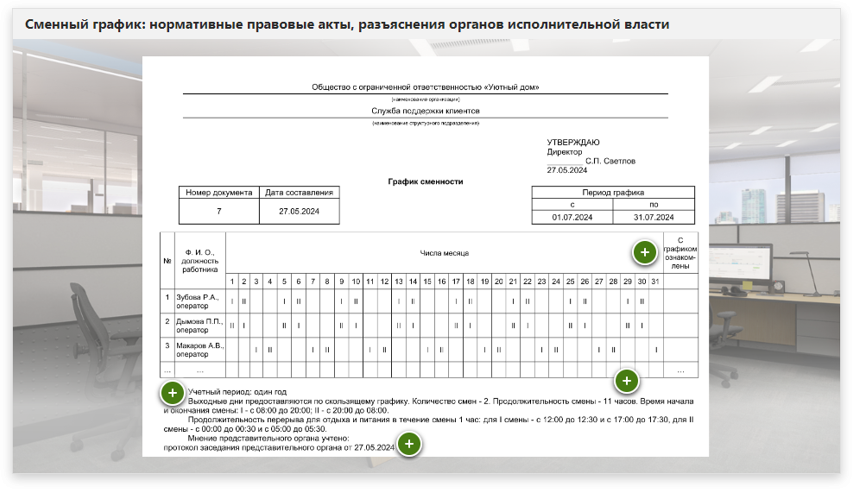 Сменный график: нормативные правовые акты, разъяснения органов исполнительной власти
Общество с ограниченной ответственностью «Уютный дом»
(наименование организации)
Служба поддержки клиентов
(наименование структурного подразделения)
УТВЕРЖДАЮ
Директор
________ С.П. Светлов
27.05.2024
График сменности
Номер документа Дата составления
7 27.05.2024
Период графика
с по
01.07.2024 31.07.2024
№ Ф. И. О., должность работника Числа месяца С графиком ознаком-лены
1 2 3 4 5 6 7 8 9 10 11 12 13 14 15 16 17 18 19 20 21 22 23 24 25 26 27 28 29 30 31
1 Зубова Р.А., оператор I II I II I II I II I II I II I II I II
2 Дымова П.П., оператор II I II I II I II I II I II I II I II I
3 Макаров А.В., оператор I II I II I II I II I II I II I II I
... ... ...
Учетный период: один год
Выходные дни предоставляются по скользящему графику. Количество смен - 2. Продолжительность смены - 11 часов. Время начала
и окончания смены: I - с 08:00 до 20:00; II - с 20:00 до 08:00.
Продолжительность перерыва для отдыха и питания в течение смены 1 час: для I смены - с 12:00 до 12:30 и с 17:00 до 17:30, для II
смены - с 00:00 до 00:30 и с 05:00 до 05:30.
Мнение представительного органа учтено:
протокол заседания представительного органа от 27.05.2024